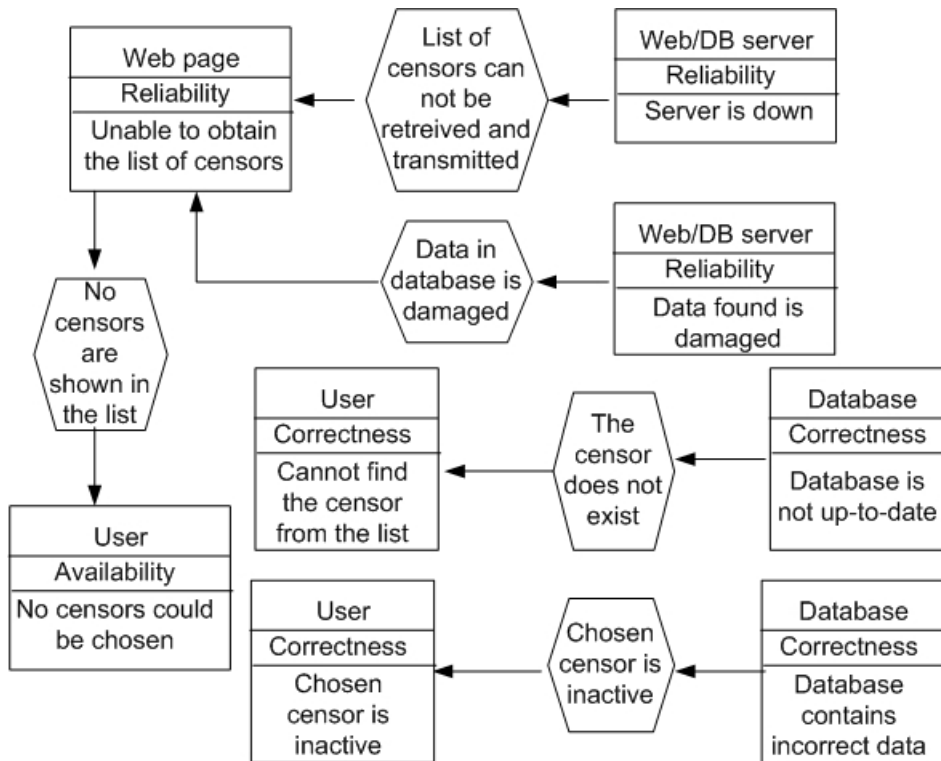 Web page
Reliability
Unable to obtain
the list of censors
List of
censors can
not be
retreived and
transmitted
Web/DB server
Reliability
Server is down
Data in
database is
damaged
Web/DB server
Reliability
Data found is
damaged
No
censors
are
shown in
the list
User
Availability
No censors could
be chosen
User
Correctness
Cannot find
the censor
from the list
The
censor
does not
exist
Database
Correctness
Database is
not up-to-date
User
Correctness
Chosen
censor is
inactive
Chosen
censor is
inactive
Database
Correctness
Database
contains
incorrect data